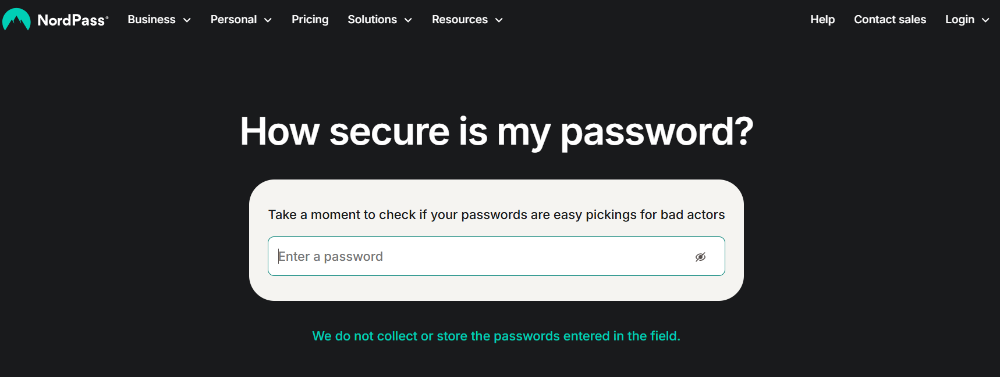 NordPass® Business Personal Pricing Solutions Resources Help Contact sales Login
How secure is my password?
Take a moment to check if your passwords are easy pickings for bad actors
Enter a password
We do not collect or store the passwords entered in the field.